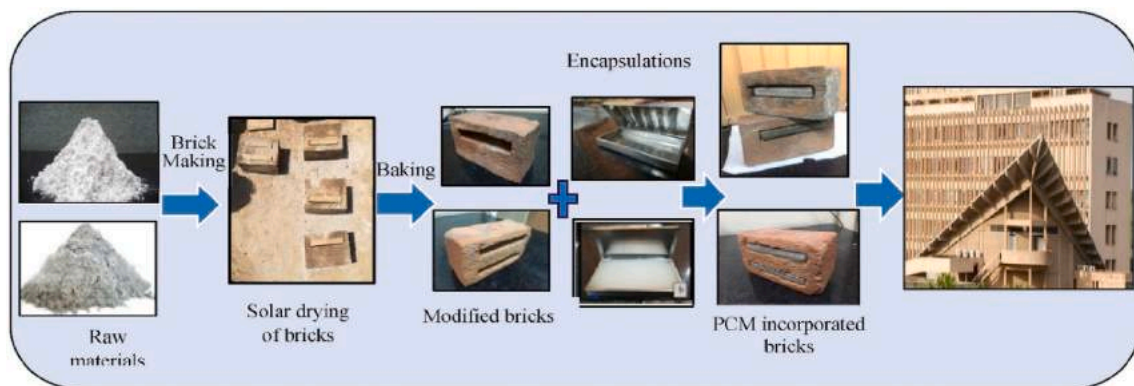 Raw
materials
Brick
Making
Solar drying
of bricks
Baking
Modified bricks
Encapsulations
PCM incorporated
bricks